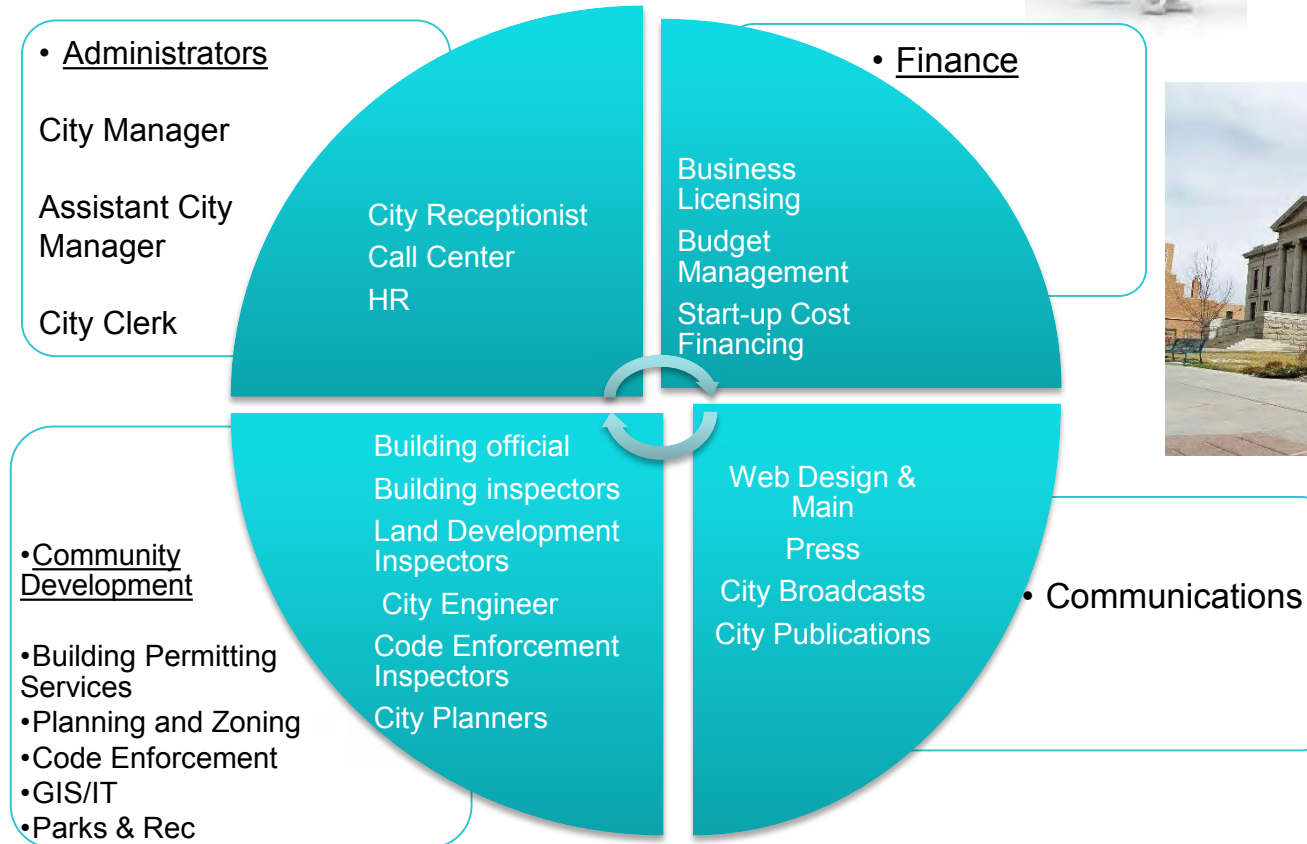 • Administrators
City Manager
Assistant City
Manager
City Clerk
City Receptionist
Call Center
HR
• Finance
Business
Licensing
Budget
Management
Start-up Cost
Financing
•Community
Development
•Building Permitting
Services
•Planning and Zoning
•Code Enforcement
•GIS/IT
•Parks & Rec
Building official
Building inspectors
Land Development
Inspectors
City Engineer
Code Enforcement
Inspectors
City Planners
Web Design &
Main
Press
City Broadcasts
City Publications
• Communications